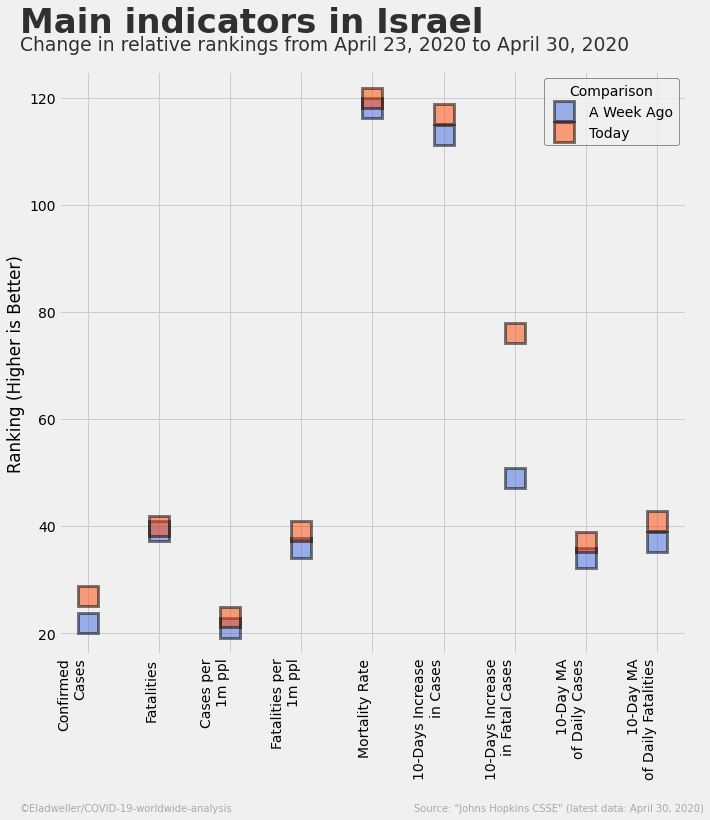 Main indicators in Israel
Change in relative rankings from April 23, 2020 to April 30, 2020
Comparison
A Week Ago
Today
Ranking (Higher is Better)
120
100
80
60
40
20
Confirmed
Cases
Fatalities
Cases per
1m ppl
Fatalities per
1m ppl
Mortality Rate
10-Days Increase
in Cases
10-Days Increase
in Fatal Cases
10-Day MA
of Daily Cases
10-Day MA
of Daily Fatalities
©Eladweller/COVID-19-worldwide-analysis
Source: "Johns Hopkins CSSE" (latest data: April 30, 2020)